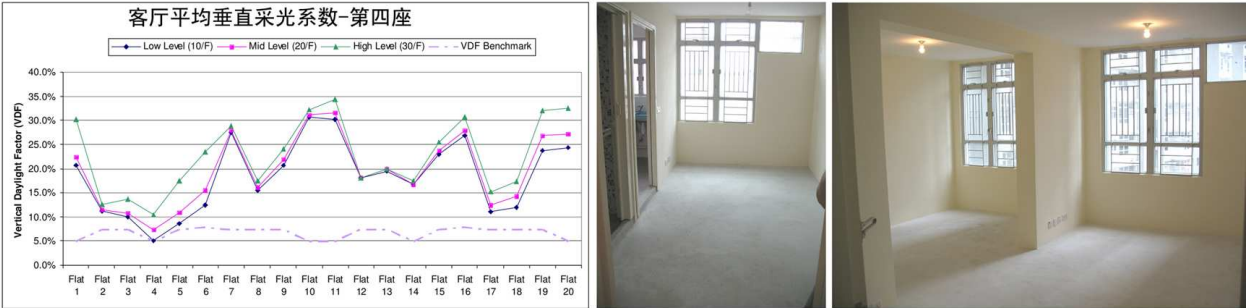 客厅平均垂直采光系数-第四座
Low Level (10/F) Mid Level (20/F) High Level (30/F) VDF Benchmark
Vertical Daylight Factor (VDF)
40.0%
35.0%
30.0%
25.0%
20.0%
15.0%
10.0%
5.0%
0.0%
Flat Flat Flat Flat Flat Flat Flat Flat Flat Flat Flat Flat Flat Flat Flat Flat Flat Flat Flat Flat
1 2 3 4 5 6 7 8 9 10 11 12 13 14 15 16 17 18 19 20